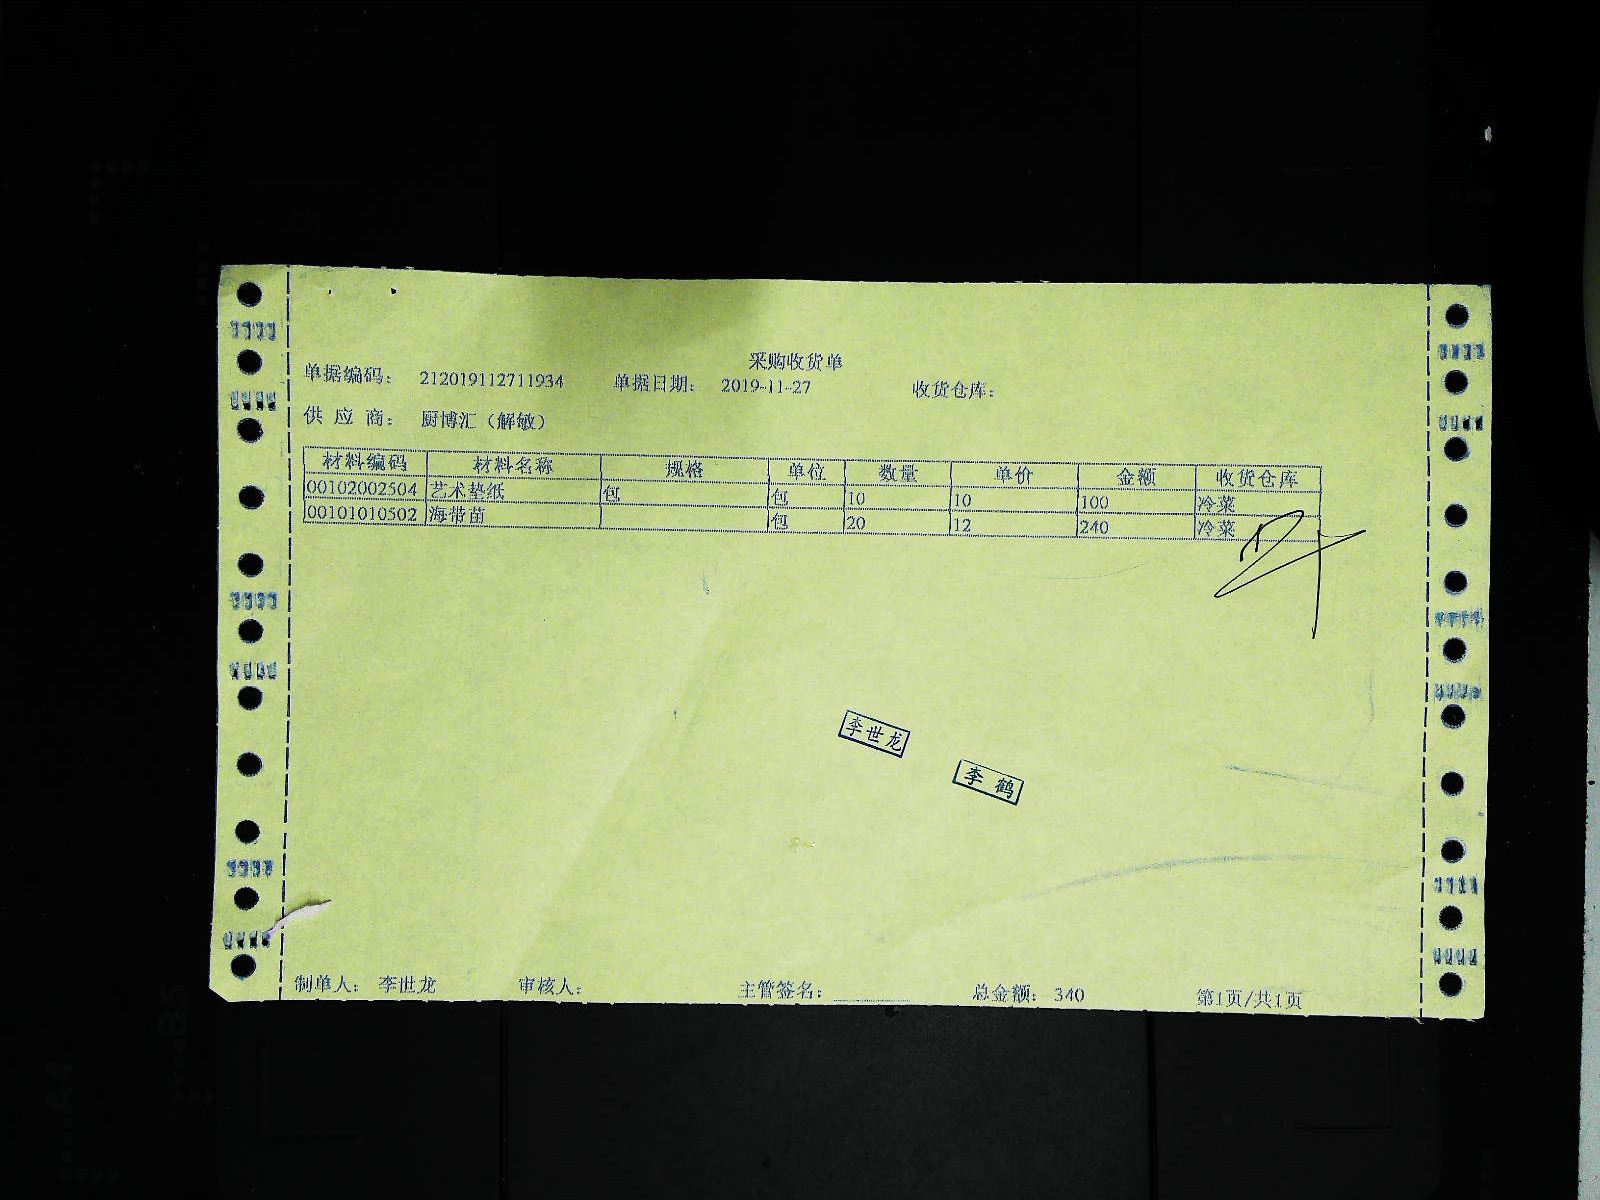 采购收货单
单据编码： 212019112711934 单据日期： 2019-11-27 收货仓库：
供 应 商： 厨博汇（解敏）
材料编码 材料名称 规格 单位 数量 单价 金额 收货仓库
00102002504 艺术垫纸 包 包 10 10 100 冷菜
00101010502 海带苗 包 20 12 240 冷菜
李世龙
李 鹤
制单人： 李世龙 审核人： 主管签名： 总金额： 340 第1页/共1页